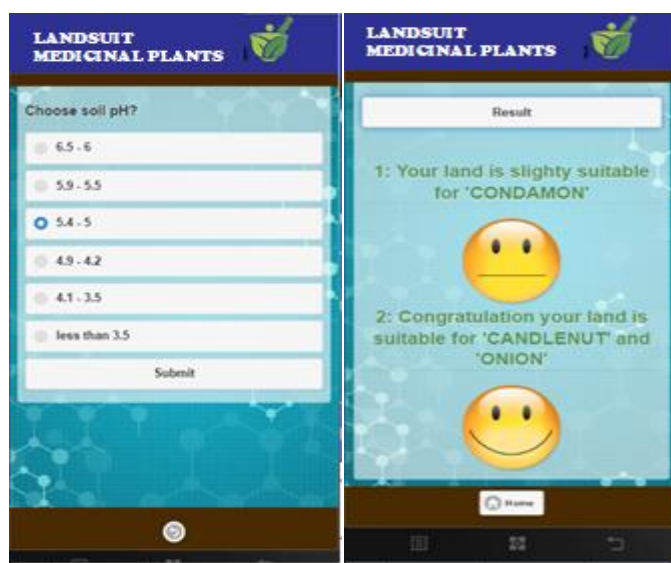 LANDSUIT
MEDICINAL PLANTS
Choose soil pH?
6.5 - 6
5.9 - 5.5
5.4 - 5
4.9 - 4.2
4.1 - 3.5
less than 3.5
Submit
LANDSUIT
MEDICINAL PLANTS
Result
1: Your land is slighty suitable
for 'CONDAMON'
2: Congratulation your land is
suitable for 'CANDLENUT' and
'ONION'
Home